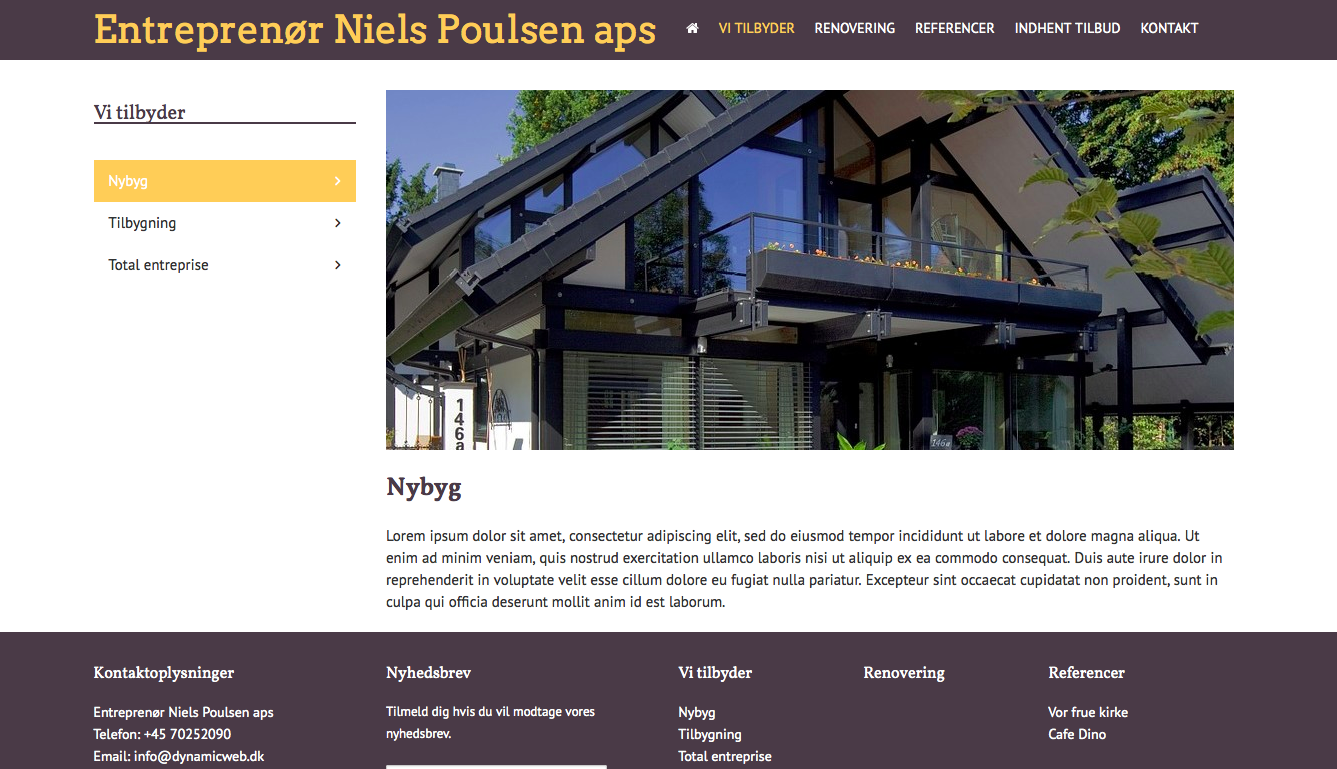 Entreprenør Niels Poulsen aps
VI TILBYDER RENOVERING REFERENCER INDHENT TILBUD KONTAKT
Vi tilbyder
Nybyg
Tilbygning
Total entreprise
146a
146a
Nybyg
Lorem ipsum dolor sit amet, consectetur adipiscing elit, sed do eiusmod tempor incididunt ut labore et dolore magna aliqua. Ut
enim ad minim veniam, quis nostrud exercitation ullamco laboris nisi ut aliquip ex ea commodo consequat. Duis aute irure dolor in
reprehenderit in voluptate velit esse cillum dolore eu fugiat nulla pariatur. Excepteur sint occaecat cupidatat non proident, sunt in
culpa qui officia deserunt mollit anim id est laborum.
Kontaktoplysninger
Entreprenør Niels Poulsen aps
Telefon: +45 70252090
Email: info@dynamicweb.dk
Nyhedsbrev
Tilmeld dig hvis du vil modtage vores
nyhedsbrev.
Vi tilbyder
Nybyg
Tilbygning
Total entreprise
Renovering
Referencer
Vor frue kirke
Cafe Dino